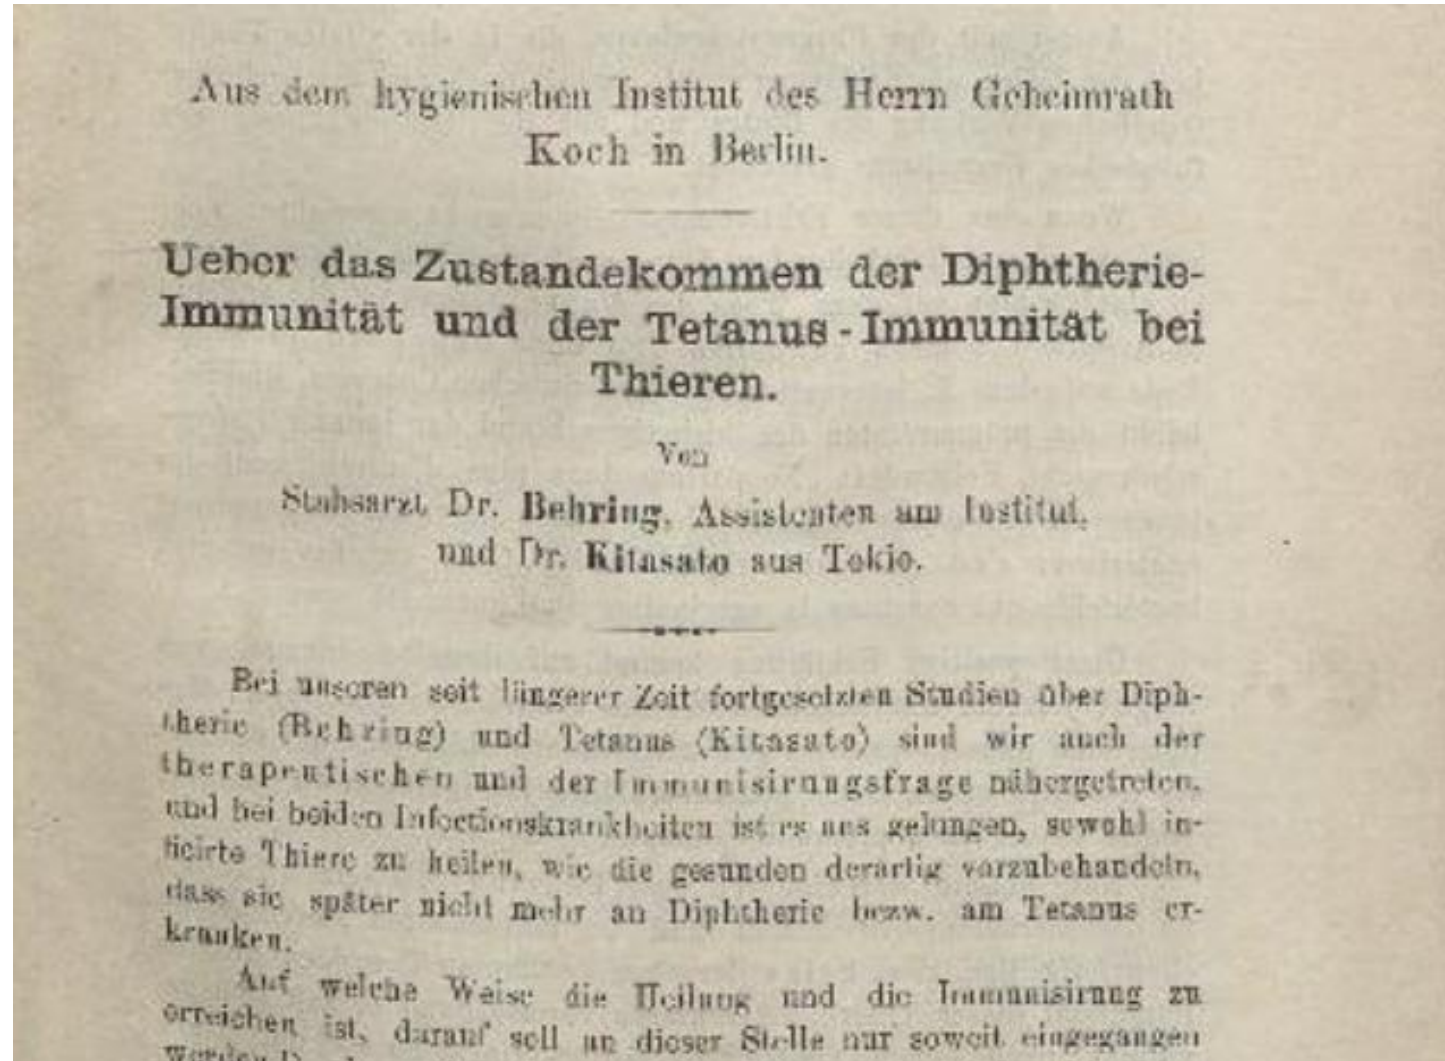 Aus dem hygienischen Institut des Herrn Geheimrath
Koch in Berlin.
Ueber das Zustandekommen der Diphtherie-
Immunität und der Tetanus-Immunität bei
Thieren.
Von
Stabsarzt Dr. Behring, Assistenten am Institut,
und Dr. Kitasato aus Tokio.
Bei unseren seit längerer Zeit fortgesetzten Studien über Diph-
therie (Behring) und Tetanus (Kitasato) sind wir auch der
therapeutischen und der Immunisirungsfrage nähergetreten,
und bei beiden Infectionskrankheiten ist es uns gelungen, sowohl in-
ficirte Thiere zu heilen, wie die gesunden derartig vorzubehandeln,
dass sie später nicht mehr an Diphtherie bezw. am Tetanus er-
kranken.
Auf welche Weise die Heilung und die Immunisirung zu
erreichen ist, darauf soll an dieser Stelle nur soweit eingegangen